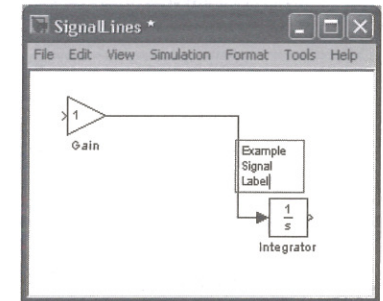 SignalLines *
File Edit View Simulation Format Tools Help
1
Gain
Example
Signal
Label
1
s
Integrator